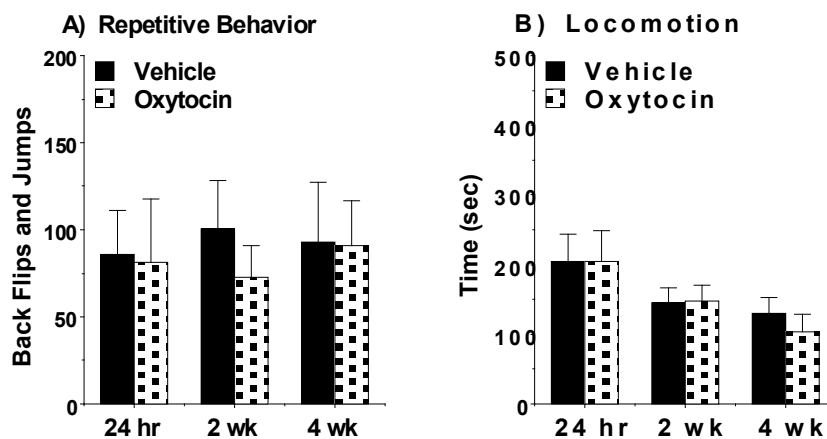 A) Repetitive Behavior
200
150
100
50
0
Back Flips and Jumps
Vehicle
Oxytocin
24 hr
2 wk
4 wk
B) Locomotion
500
400
300
200
100
0
Time (sec)
Vehicle
Oxytocin
24 hr
2 wk
4 wk